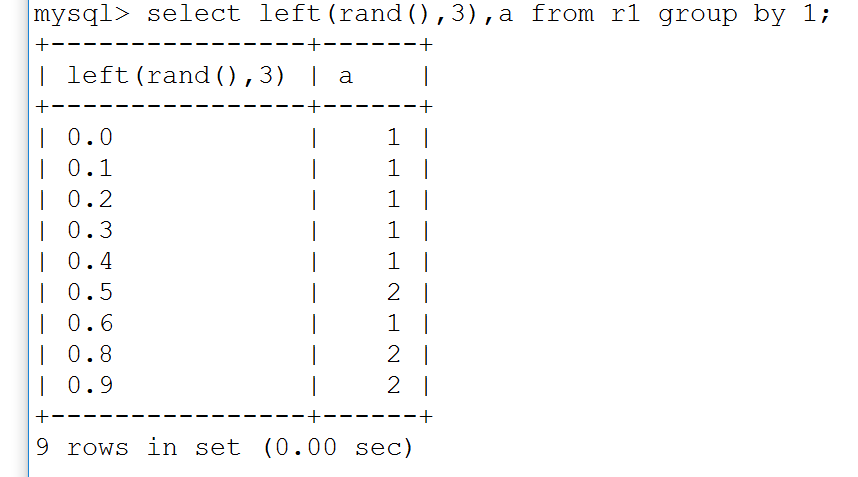 mysql> select left(rand(),3),a from r1 group by 1;
+----------------+------+
| left(rand(),3) | a    |
+----------------+------+
| 0.0            |    1 |
| 0.1            |    1 |
| 0.2            |    1 |
| 0.3            |    1 |
| 0.4            |    1 |
| 0.5            |    2 |
| 0.6            |    1 |
| 0.8            |    2 |
| 0.9            |    2 |
+----------------+------+
9 rows in set (0.00 sec)